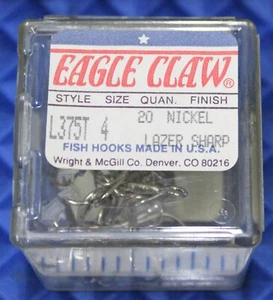 EAGLE CLAW®
STYLE SIZE QUAN. FINISH
L375T 4 20 NICKEL
LAZER SHARP
FISH HOOKS MADE IN U.S.A.
Wright & McGill Co. Denver, CO 80216